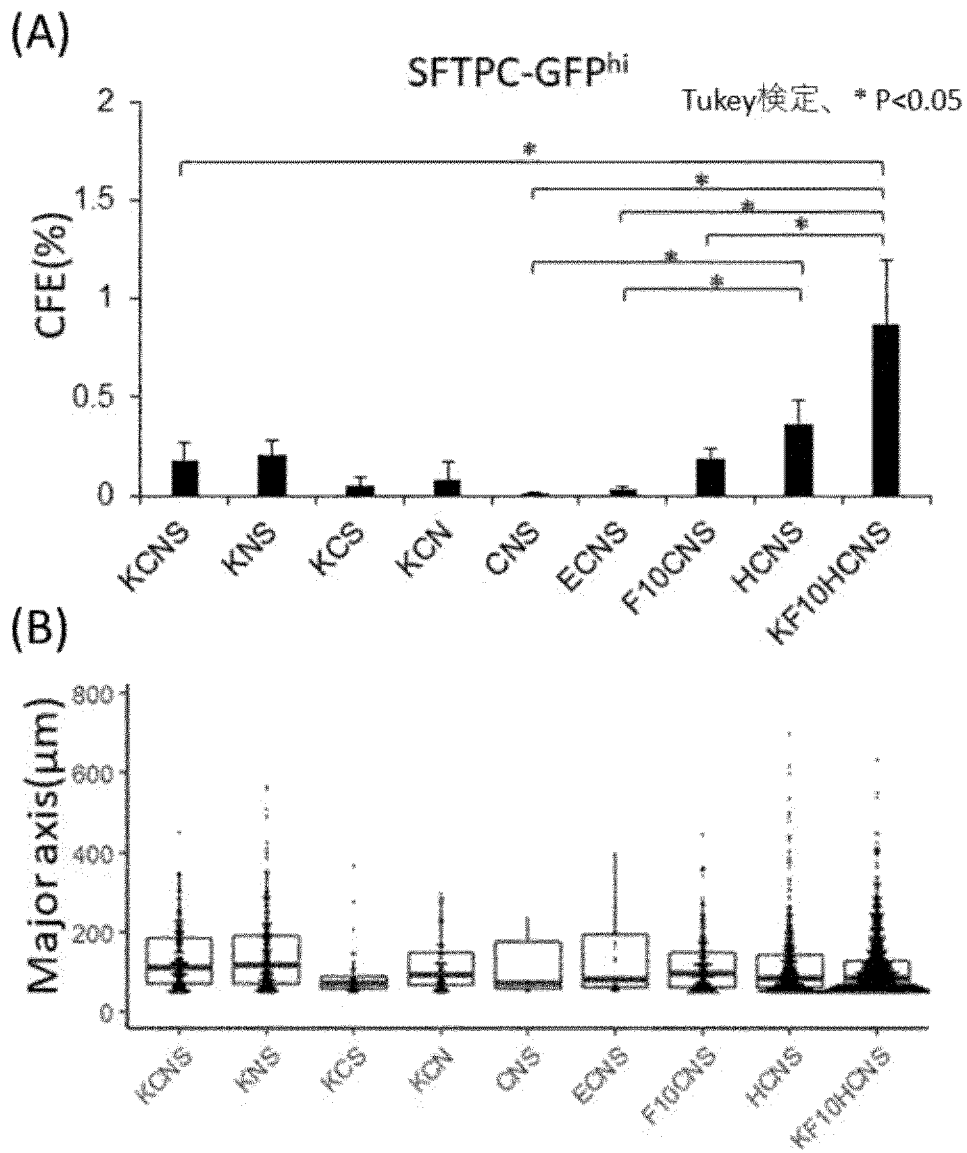 (A)
SFTPC-GFPhi
Tukey検定、* P<0.05
CFE(%)
2
1.5
1
0.5
0
*
*
*
*
*
*
KCNS
KNS
KCS
KCN
CNS
ECNS
F10CNS
HCNS
KF10HCNS
(B)
Major axis(μm)
800
600
400
200
0
KCNS
KNS
KCS
KCN
CNS
ECNS
F10CNS
HCNS
KF10HCNS